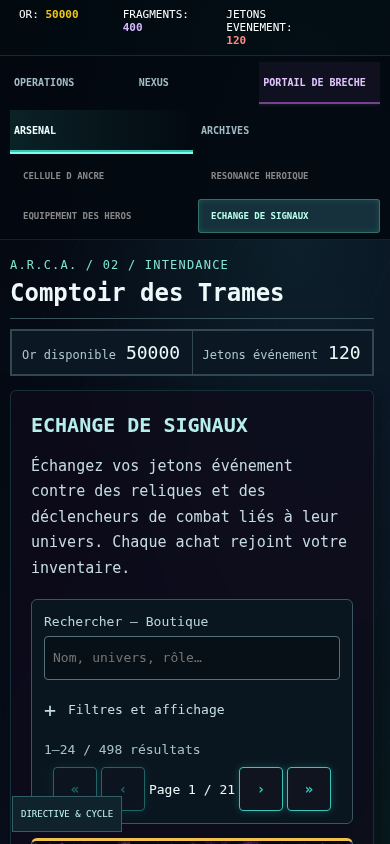 OR: 50000
FRAGMENTS: 400
JETONS EVENEMENT: 120
OPERATIONS
NEXUS
PORTAIL DE BRECHE
ARSENAL
ARCHIVES
CELLULE D ANCRE
RESONANCE HEROIQUE
EQUIPEMENT DES HEROS
ECHANGE DE SIGNAUX
A.R.C.A. / 02 / INTENDANCE
Comptoir des Trames
Or disponible 50000
Jetons événement 120
ECHANGE DE SIGNAUX
Échangez vos jetons événement
contre des reliques et des
déclencheurs de combat liés à leur
univers. Chaque achat rejoint votre
inventaire.
Rechercher — Boutique
Nom, univers, rôle…
+ Filtres et affichage
1–24 / 498 résultats
« ‹ Page 1 / 21 › »
DIRECTIVE & CYCLE